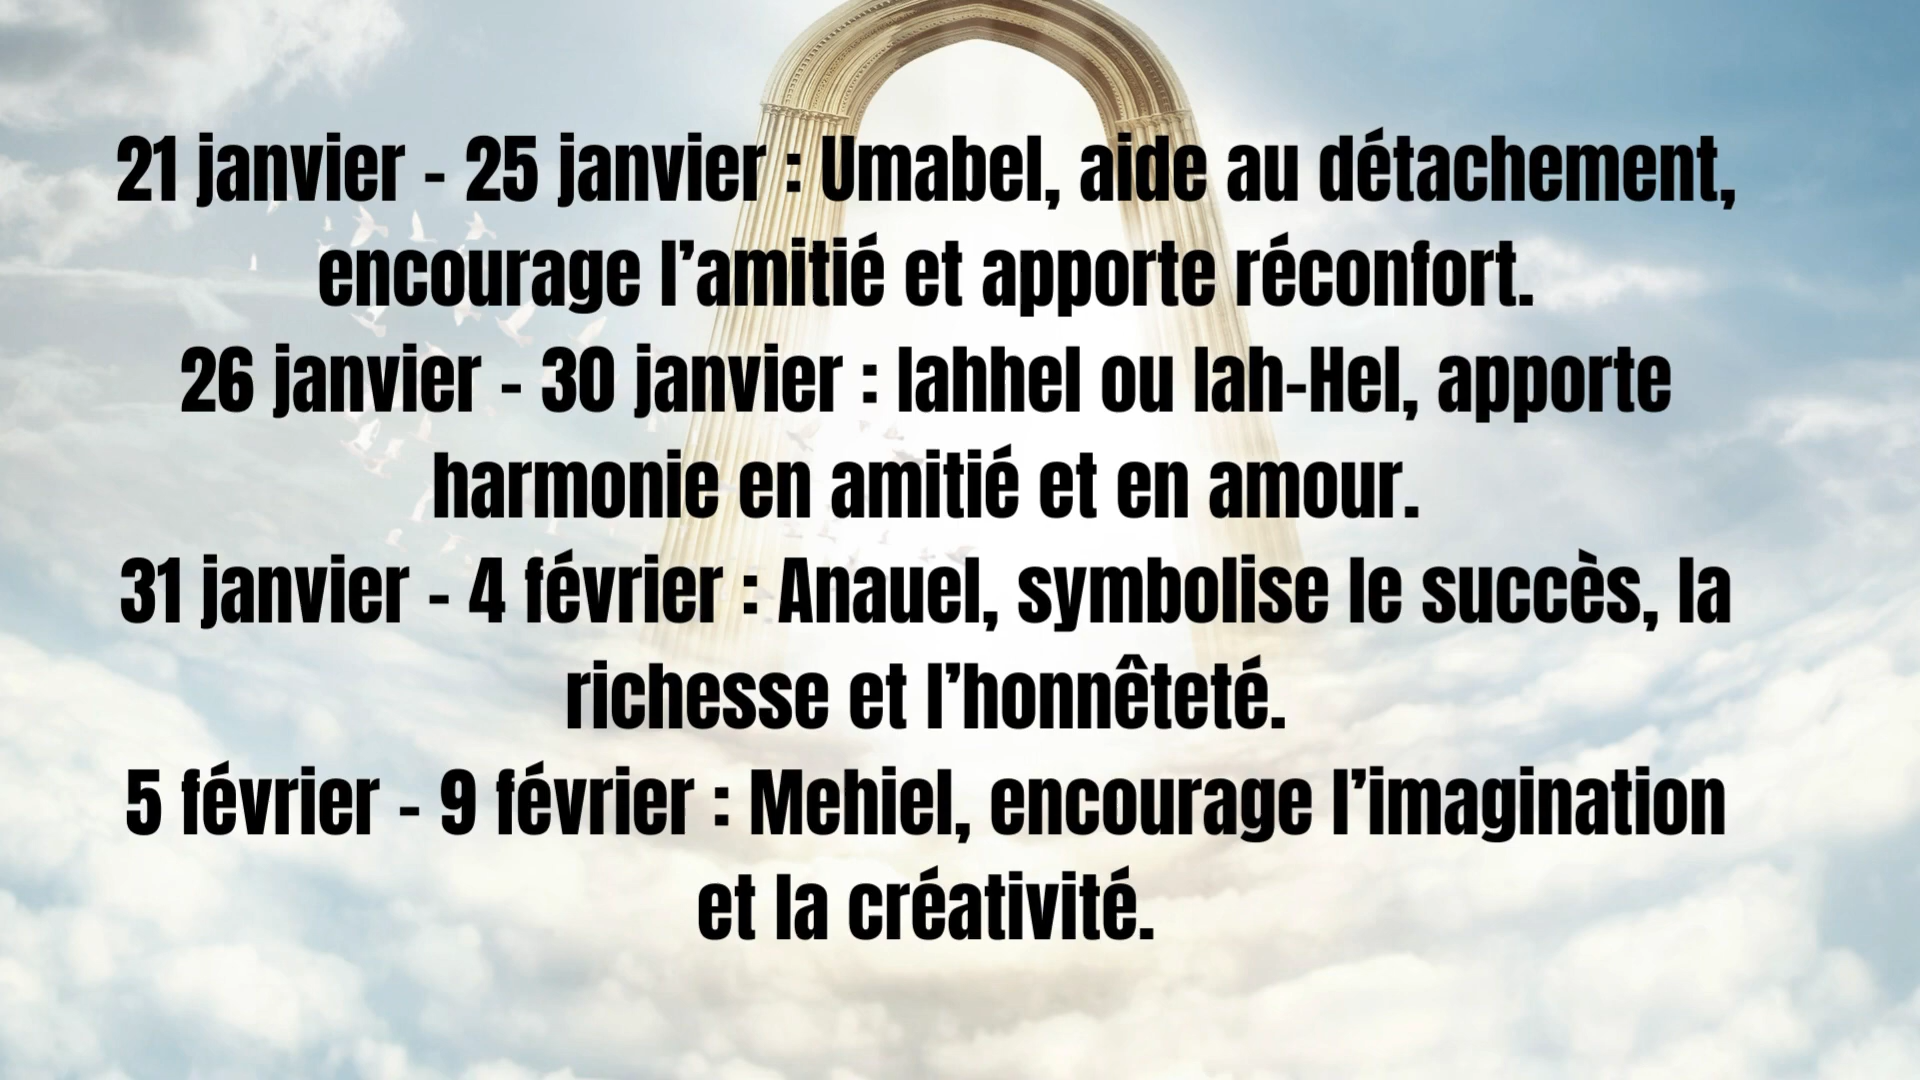 21 janvier - 25 janvier : Umabel, aide au détachement,
encourage l’amitié et apporte réconfort.
26 janvier - 30 janvier : Iahhel ou Iah-Hel, apporte
harmonie en amitié et en amour.
31 janvier - 4 février : Anauel, symbolise le succès, la
richesse et l’honnêteté.
5 février - 9 février : Mehiel, encourage l’imagination
et la créativité.